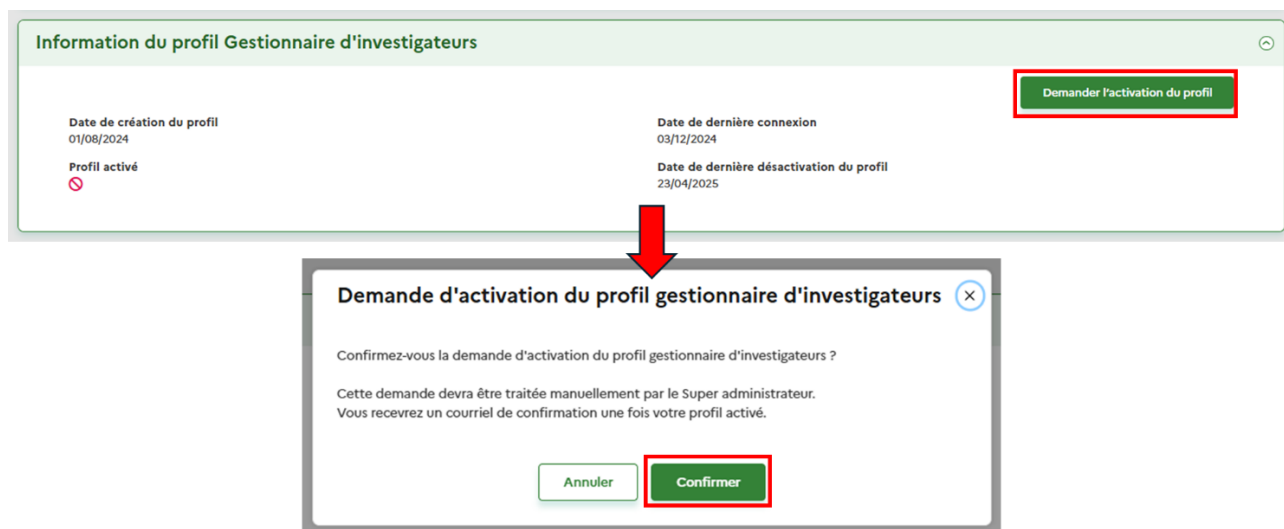 Information du profil Gestionnaire d'investigateurs
Demander l'activation du profil
Date de création du profil
01/08/2024
Date de dernière connexion
03/12/2024
Profil activé
Date de dernière désactivation du profil
23/04/2025
Demande d'activation du profil gestionnaire d'investigateurs
Confirmez-vous la demande d'activation du profil gestionnaire d'investigateurs ?
Cette demande devra être traitée manuellement par le Super administrateur.
Vous recevrez un courriel de confirmation une fois votre profil activé.
Annuler
Confirmer